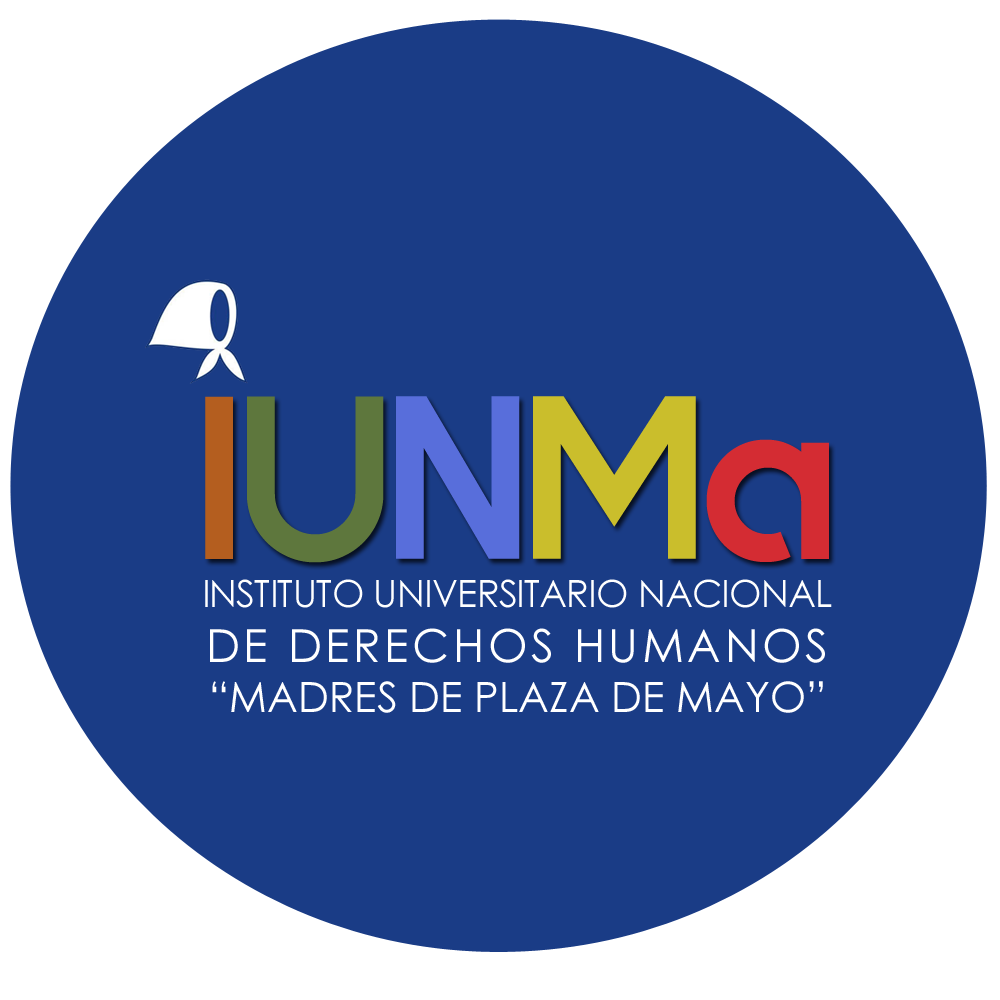 IUNMa
INSTITUTO UNIVERSITARIO NACIONAL
DE DERECHOS HUMANOS
“MADRES DE PLAZA DE MAYO”